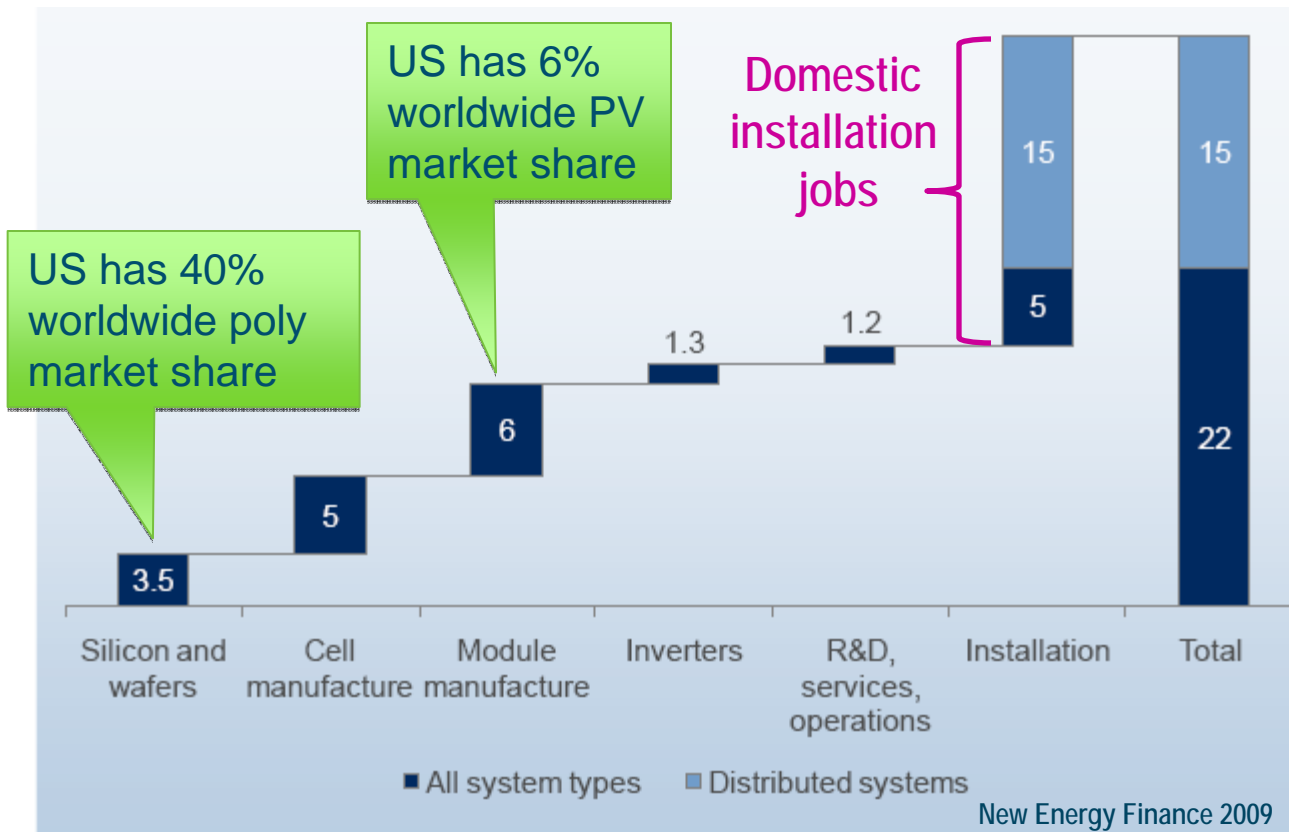 US has 6%
worldwide PV
market share
US has 40%
worldwide poly
market share
Domestic
installation
jobs
15
15
5
1.2
1.3
6
22
5
3.5
Silicon and
wafers
Cell
manufacture
Module
manufacture
Inverters
R&D,
services,
operations
Installation
Total
All system types
Distributed systems
New Energy Finance 2009